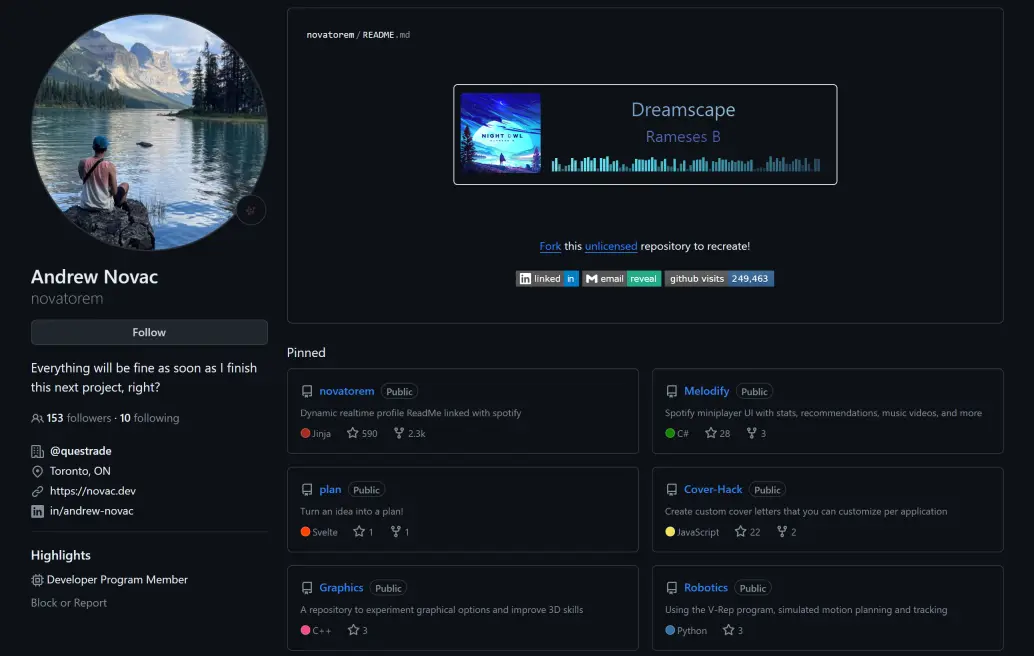 novatorem/README.md
NIGHT OWL
Dreamscape
Rameses B
Fork this unlicensed repository to recreate!
in linked in
email reveal
github visits 249,463
Andrew Novac
novatorem
Follow
Everything will be fine as soon as I finish
this next project, right?
153 followers · 10 following
@questrade
Toronto, ON
https://novac.dev
in in/andrew-novac
Highlights
Developer Program Member
Block or Report
Pinned
novatorem Public
Dynamic realtime profile ReadMe linked with spotify
Jinja 590 2.3k
Melodify Public
Spotify miniplayer UI with stats, recommendations, music videos, and more
C# 28 3
plan Public
Turn an idea into a plan!
Svelte 1 1
Cover-Hack Public
Create custom cover letters that you can customize per application
JavaScript 22 2
Graphics Public
A repository to experiment graphical options and improve 3D skills
C++ 3
Robotics Public
Using the V-Rep program, simulated motion planning and tracking
Python 3